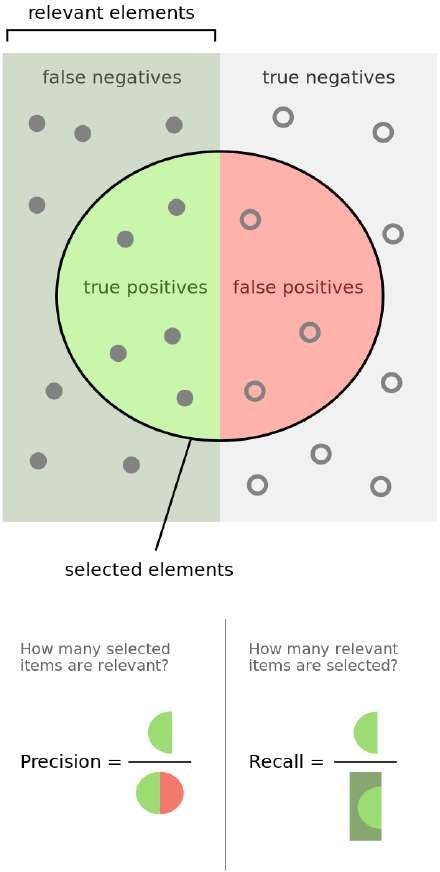 relevant elements
false negatives
true negatives
true positives
false positives
selected elements
How many selected
items are relevant?
How many relevant
items are selected?
Precision =
Recall =